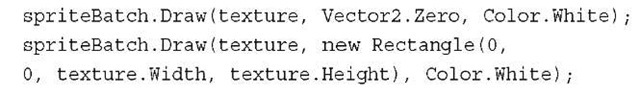 spriteBatch.Draw(texture, Vector2.Zero, Color.White);
spriteBatch.Draw(texture, new Rectangle(0,
0, texture.Width, texture.Height), Color.White);